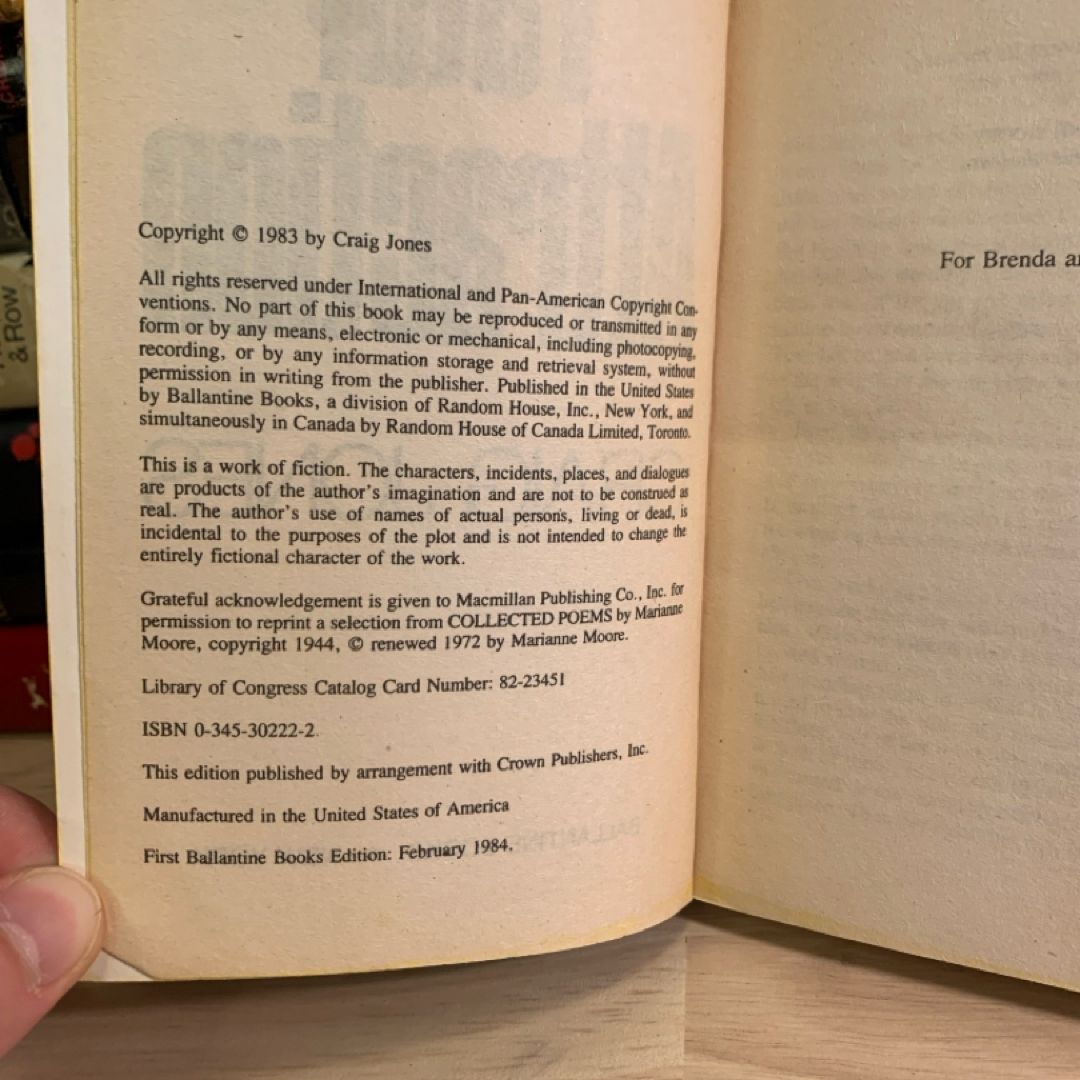 Copyright © 1983 by Craig Jones
All rights reserved under International and Pan-American Copyright Con-
ventions. No part of this book may be reproduced or transmitted in any
form or by any means, electronic or mechanical, including photocopying,
recording, or by any information storage and retrieval system, without
permission in writing from the publisher. Published in the United States
by Ballantine Books, a division of Random House, Inc., New York, and
simultaneously in Canada by Random House of Canada Limited, Toronto.
This is a work of fiction. The characters, incidents, places, and dialogues
are products of the author's imagination and are not to be construed as
real. The author's use of names of actual persons, living or dead, is
incidental to the purposes of the plot and is not intended to change the
entirely fictional character of the work.
Grateful acknowledgement is given to Macmillan Publishing Co., Inc. for
permission to reprint a selection from COLLECTED POEMS by Marianne
Moore, copyright 1944, © renewed 1972 by Marianne Moore.
Library of Congress Catalog Card Number: 82-23451
ISBN 0-345-30222-2
This edition published by arrangement with Crown Publishers, Inc.
Manufactured in the United States of America
First Ballantine Books Edition: February 1984.
For Brenda
& Row